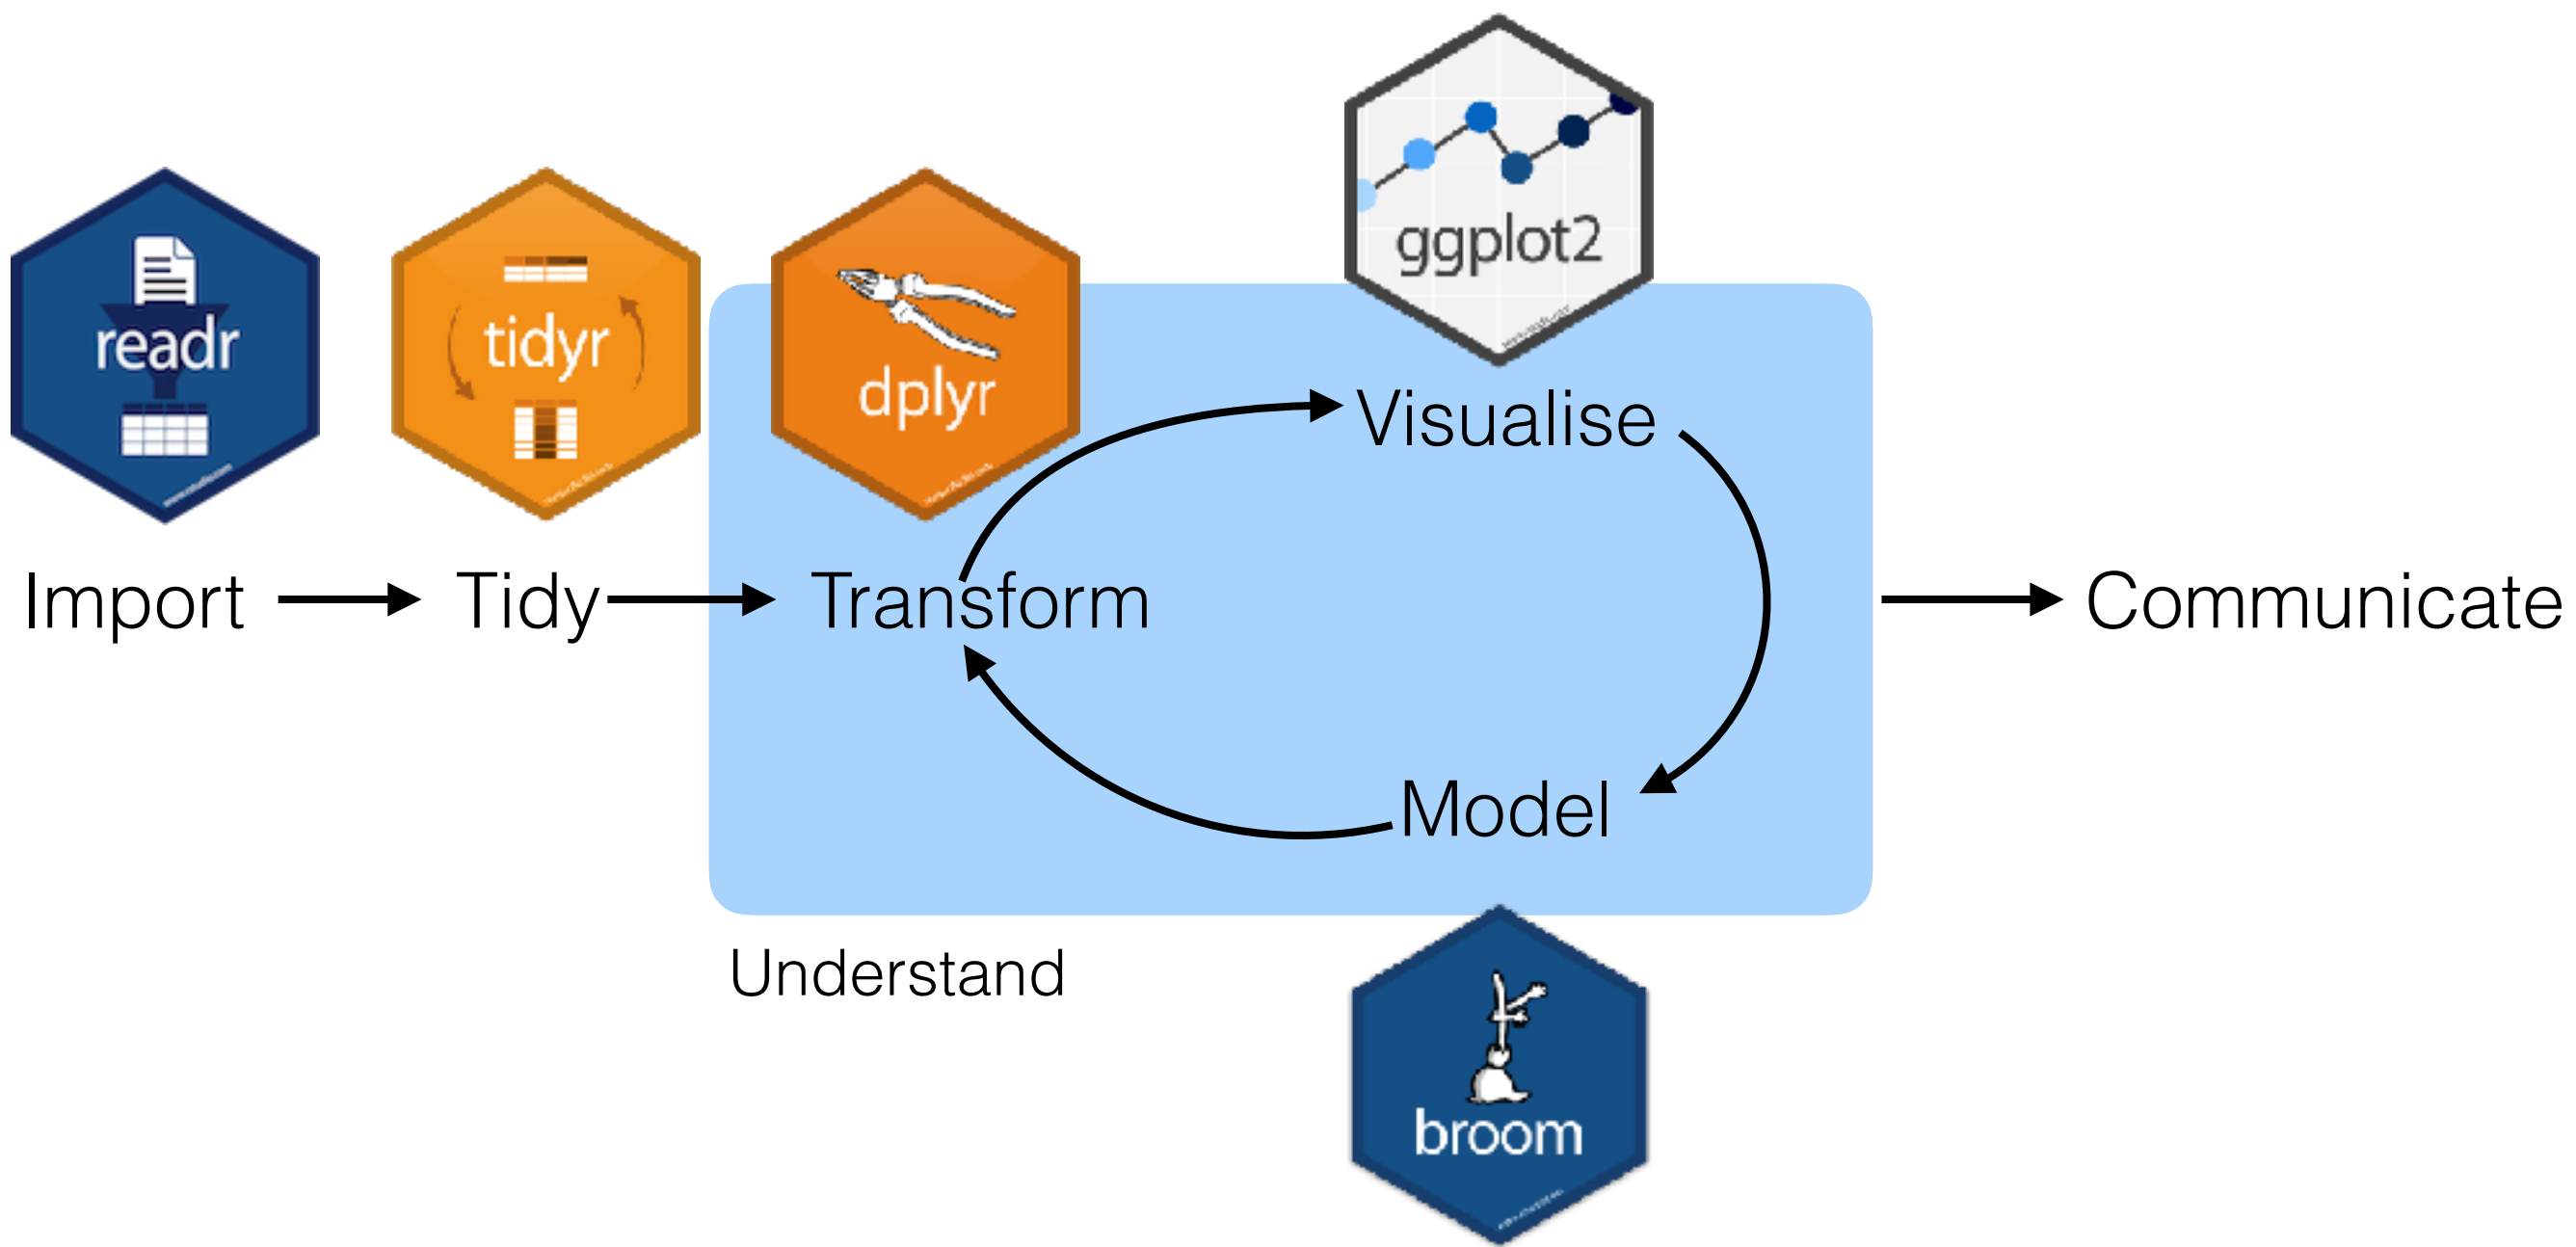 ggplot2
readr
tidyr
dplyr
Visualise
Import
Tidy
Transform
Communicate
Model
Understand
broom